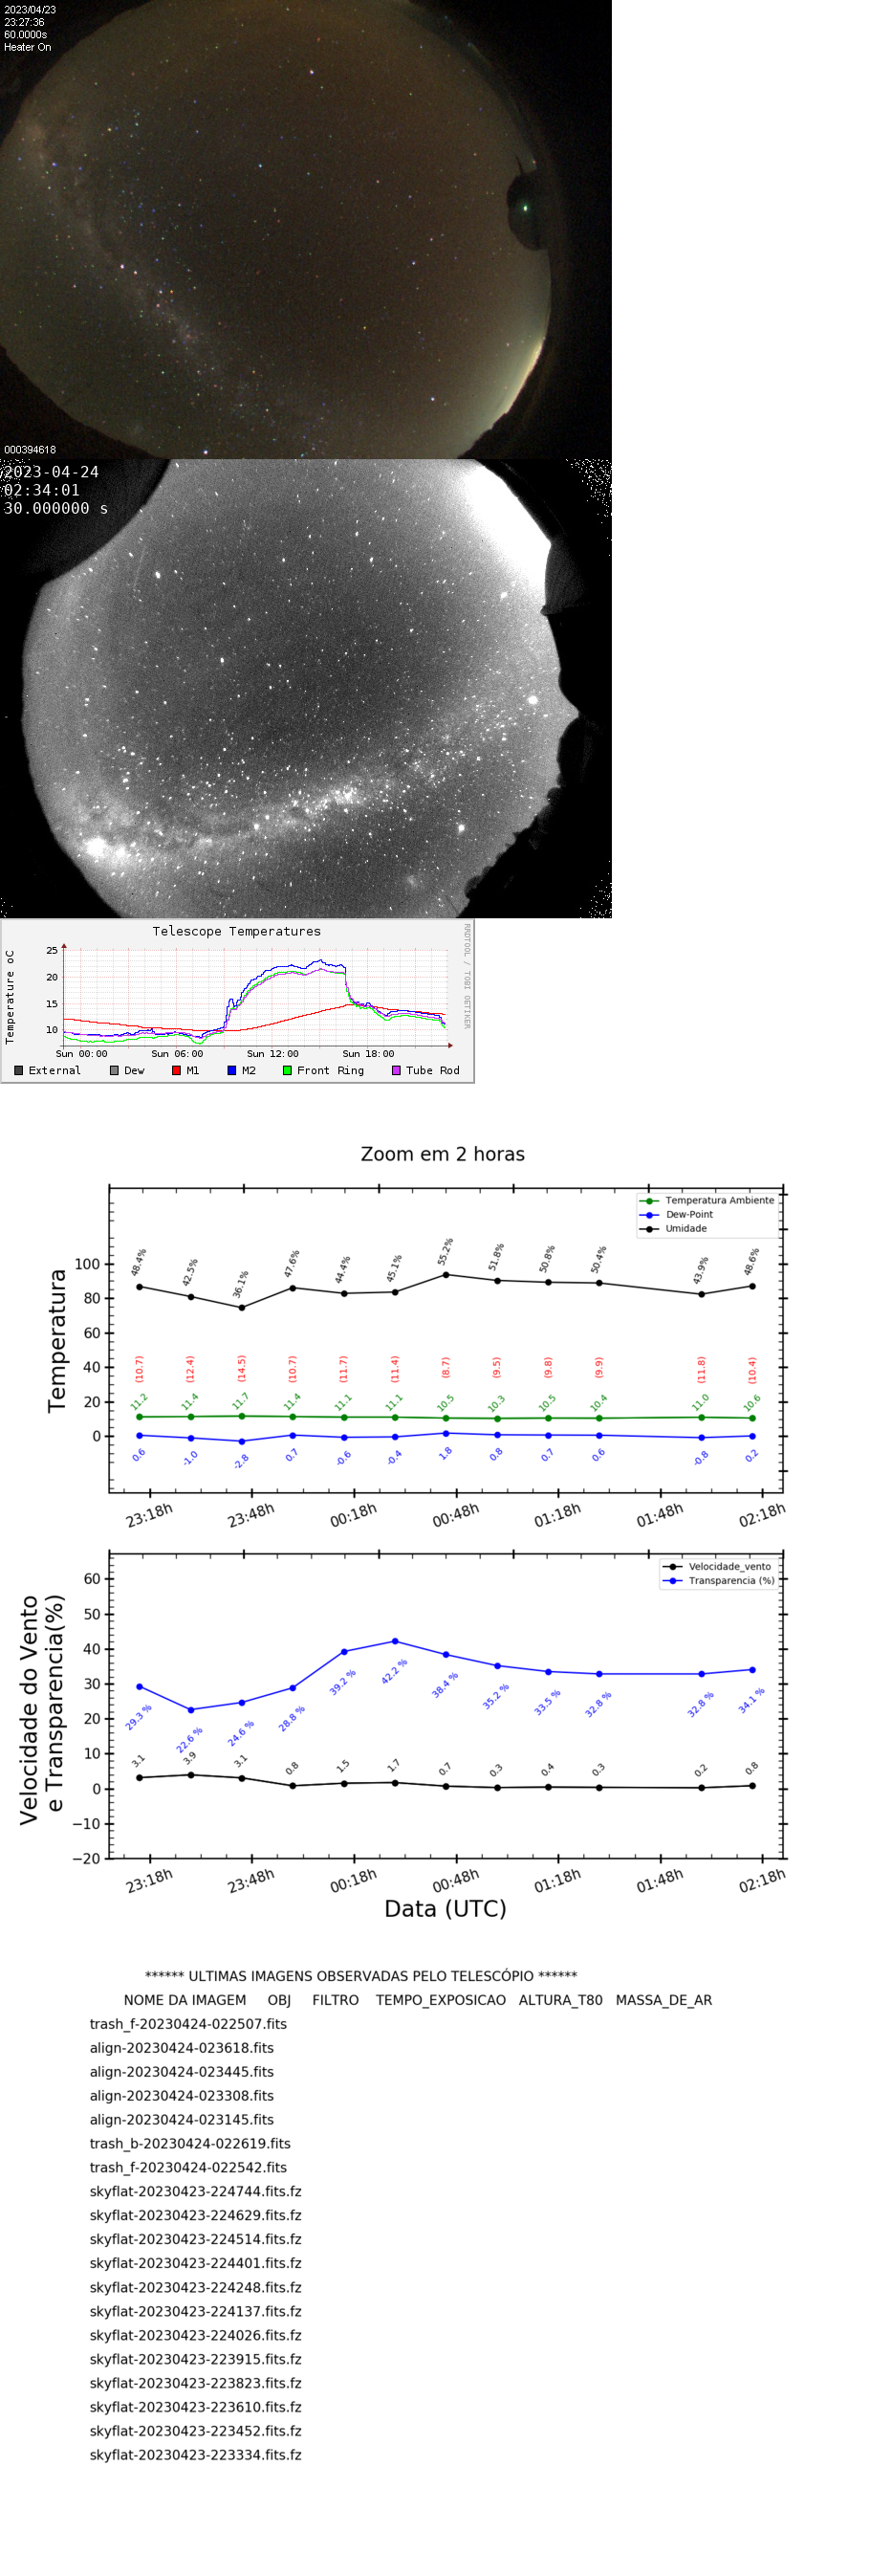 2023/04/23
23:27:36
60.0000s
Heater On
000394618
2023-04-24
02:34:01
30.000000 s
Telescope Temperatures
RRDTOOL / TOBI OETIKER
Temperature oC
25
20
15
10
Sun 00:00 Sun 06:00 Sun 12:00 Sun 18:00
External Dew M1 M2 Front Ring Tube Rod
Zoom em 2 horas
Temperatura Ambiente
Dew-Point
Umidade
Temperatura
100
80
60
40
20
0
48.4% 42.5% 36.1% 47.6% 44.4% 45.1% 55.2% 51.8% 50.8% 50.4% 43.9% 48.6%
(10.7) (12.4) (14.5) (10.7) (11.7) (11.4) (8.7) (9.5) (9.8) (9.9) (11.8) (10.4)
11.2 11.4 11.7 11.4 11.1 11.1 10.5 10.3 10.5 10.4 11.0 10.6
0.6 -1.0 -2.8 0.7 -0.6 -0.4 1.8 0.8 0.7 0.6 -0.8 0.2
23:18h 23:48h 00:18h 00:48h 01:18h 01:48h 02:18h
Velocidade_vento
Transparencia (%)
Velocidade do Vento
e Transparencia(%)
60
50
40
30
20
10
0
−10
−20
29.3 % 22.6 % 24.6 % 28.8 % 39.2 % 42.2 % 38.4 % 35.2 % 33.5 % 32.8 % 32.8 % 34.1 %
3.1 3.9 3.1 0.8 1.5 1.7 0.7 0.3 0.4 0.3 0.2 0.8
23:18h 23:48h 00:18h 00:48h 01:18h 01:48h 02:18h
Data (UTC)
****** ULTIMAS IMAGENS OBSERVADAS PELO TELESCÓPIO ******
NOME DA IMAGEM OBJ FILTRO TEMPO_EXPOSICAO ALTURA_T80 MASSA_DE_AR
trash_f-20230424-022507.fits
align-20230424-023618.fits
align-20230424-023445.fits
align-20230424-023308.fits
align-20230424-023145.fits
trash_b-20230424-022619.fits
trash_f-20230424-022542.fits
skyflat-20230423-224744.fits.fz
skyflat-20230423-224629.fits.fz
skyflat-20230423-224514.fits.fz
skyflat-20230423-224401.fits.fz
skyflat-20230423-224248.fits.fz
skyflat-20230423-224137.fits.fz
skyflat-20230423-224026.fits.fz
skyflat-20230423-223915.fits.fz
skyflat-20230423-223823.fits.fz
skyflat-20230423-223610.fits.fz
skyflat-20230423-223452.fits.fz
skyflat-20230423-223334.fits.fz